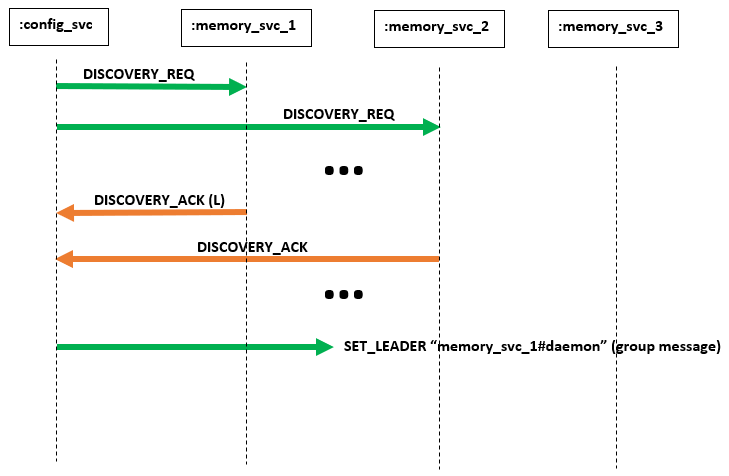 :config_svc
:memory_svc_1
:memory_svc_2
:memory_svc_3
DISCOVERY_REQ
DISCOVERY_REQ
...
DISCOVERY_ACK (L)
DISCOVERY_ACK
...
SET_LEADER “memory_svc_1#daemon” (group message)